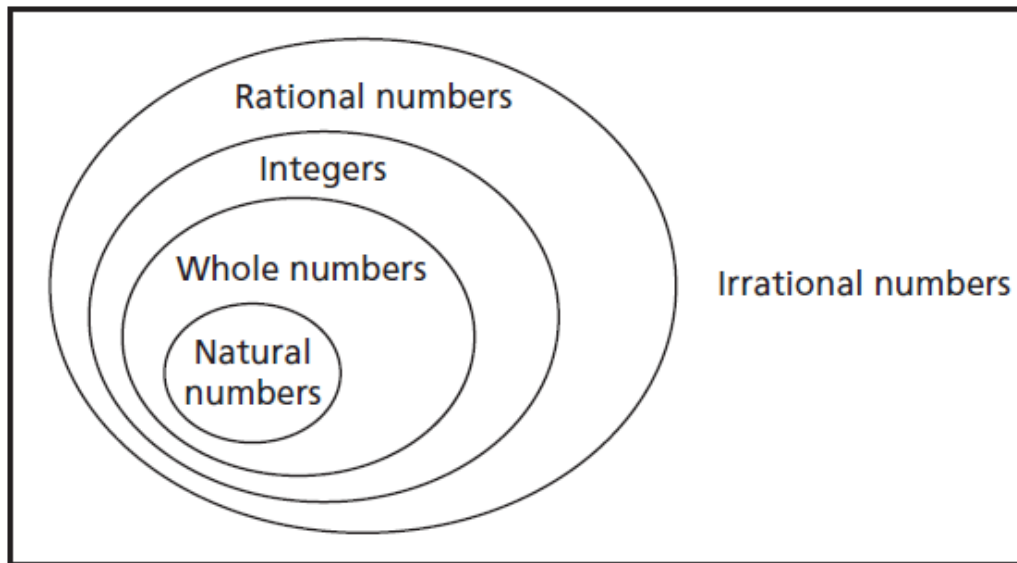 Rational numbers
Integers
Whole numbers
Irrational numbers
Natural
numbers